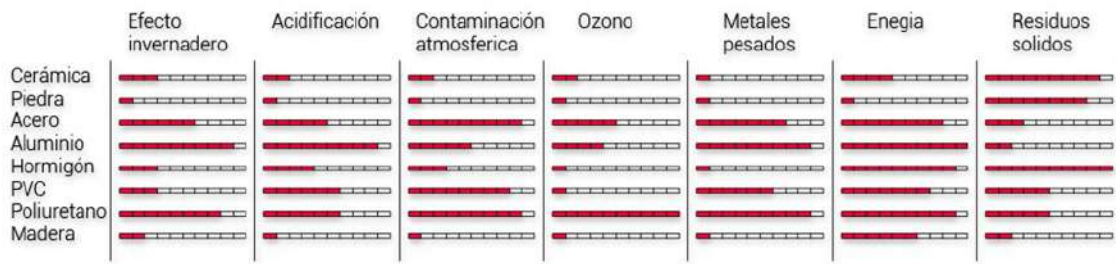 Efecto invernadero
Acidificación
Contaminación atmosferica
Ozono
Metales pesados
Enegia
Residuos solidos
Cerámica
Piedra
Acero
Aluminio
Hormigón
PVC
Poliuretano
Madera